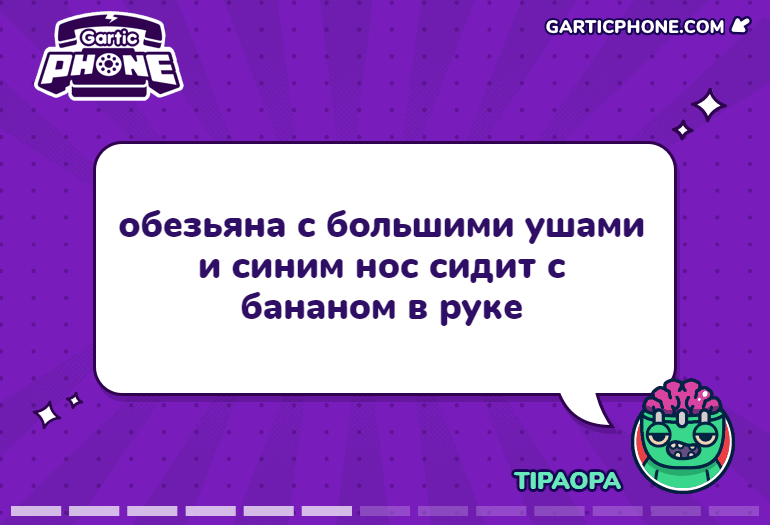 Gartic
PHONE
GARTICPHONE.COM
обезьяна с большими ушами
и синим нос сидит с
бананом в руке
TIPAOPA